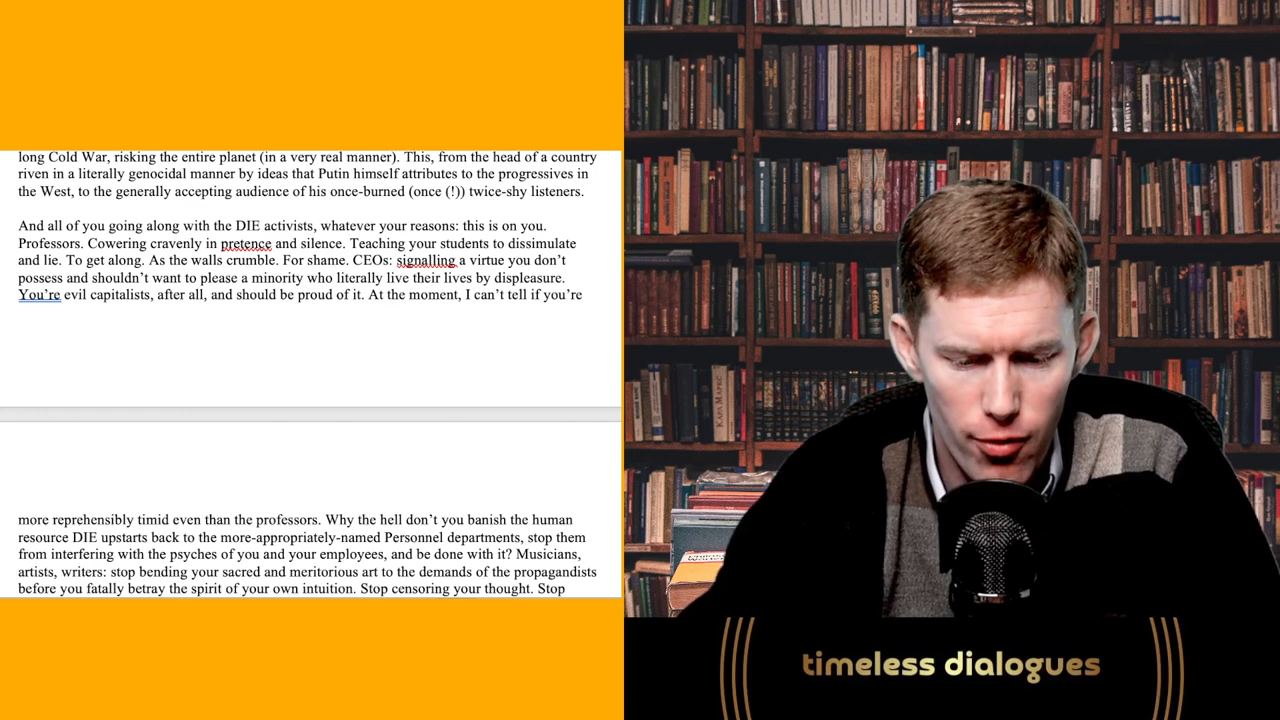 long Cold War, risking the entire planet (in a very real manner). This, from the head of a country
riven in a literally genocidal manner by ideas that Putin himself attributes to the progressives in
the West, to the generally accepting audience of his once-burned (once (!)) twice-shy listeners.
And all of you going along with the DIE activists, whatever your reasons: this is on you.
Professors. Cowering cravenly in pretence and silence. Teaching your students to dissimulate
and lie. To get along. As the walls crumble. For shame. CEOs: signalling a virtue you don’t
possess and shouldn’t want to please a minority who literally live their lives by displeasure.
You’re evil capitalists, after all, and should be proud of it. At the moment, I can’t tell if you’re
more reprehensibly timid even than the professors. Why the hell don’t you banish the human
resource DIE upstarts back to the more-appropriately-named Personnel departments, stop them
from interfering with the psyches of you and your employees, and be done with it? Musicians,
artists, writers: stop bending your sacred and meritorious art to the demands of the propagandists
before you fatally betray the spirit of your own intuition. Stop censoring your thought. Stop
КАРЛ МАРКС
timeless dialogues